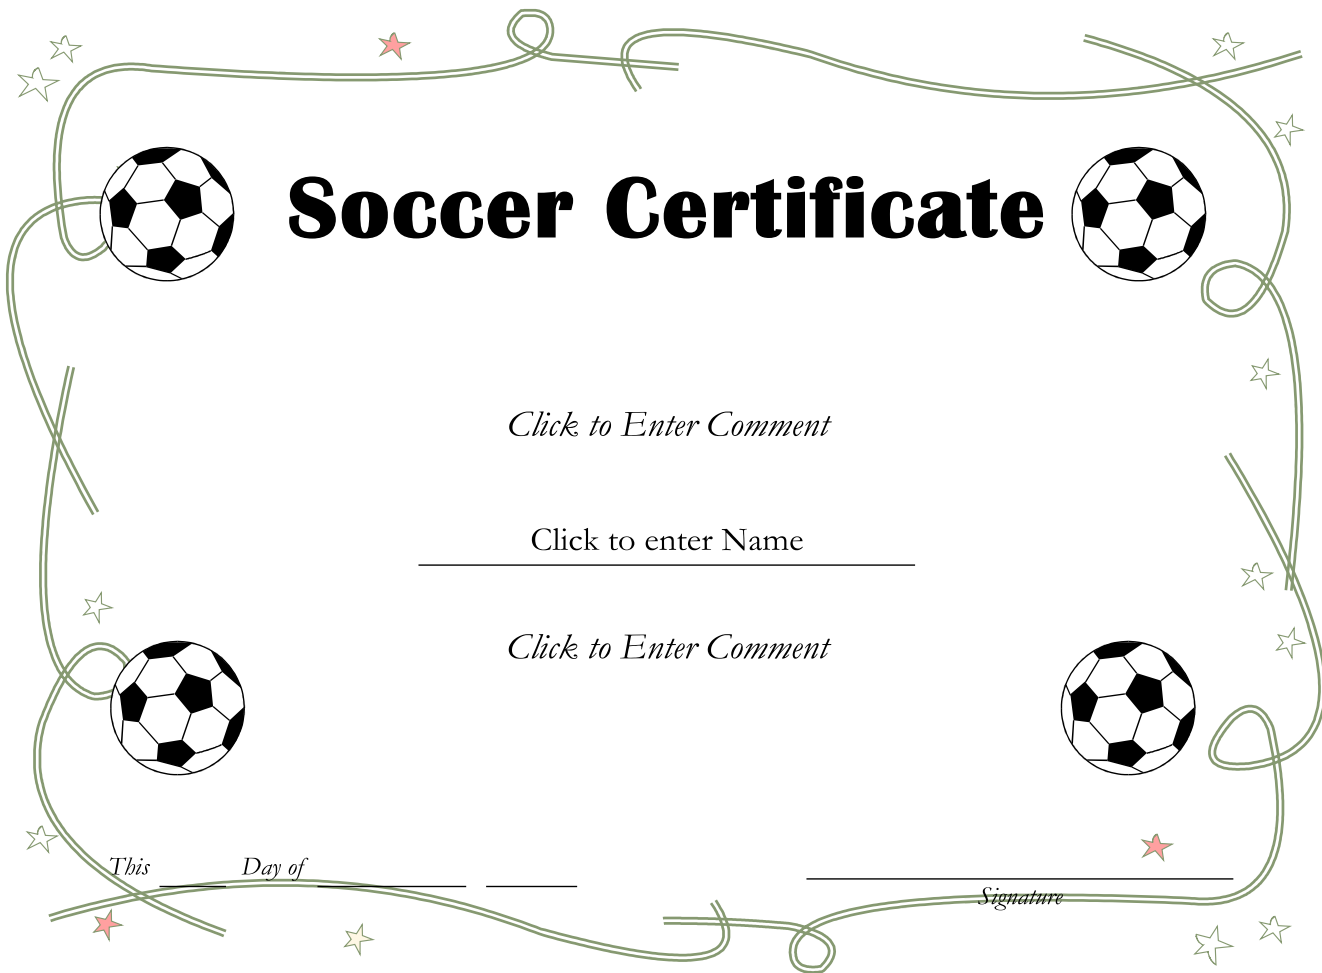 Soccer Certificate
Click to Enter Comment
Click to enter Name
Click to Enter Comment
This Day of
Signature